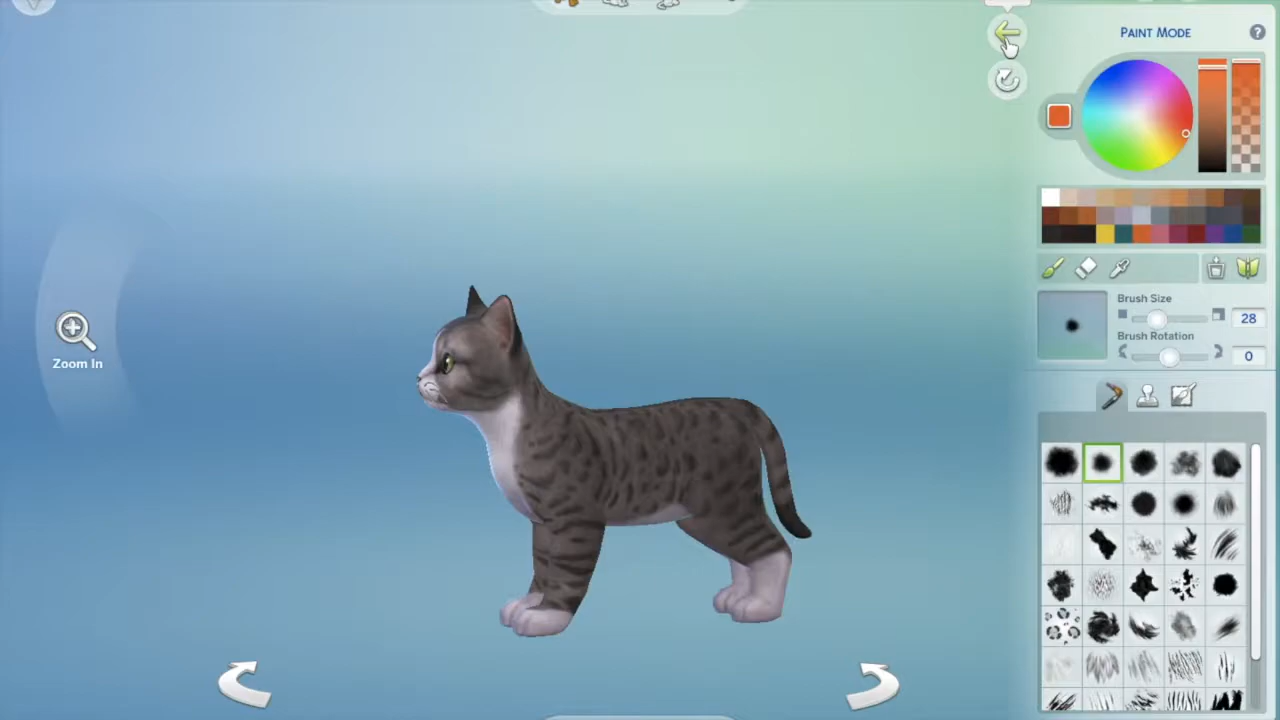 PAINT MODE
?
Brush Size
28
Brush Rotation
0
Zoom In